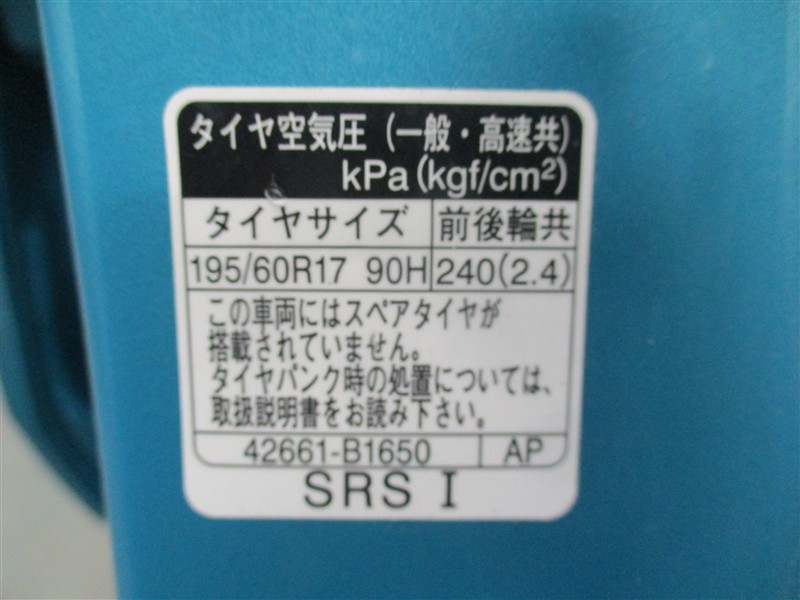 タイヤ空気圧（一般・高速共）
kPa(kgf/cm²)
タイヤサイズ 前後輪共
195/60R17 90H 240(2.4)
この車両にはスペアタイヤが
搭載されていません。
タイヤパンク時の処置については、
取扱説明書をお読み下さい。
42661-B1650 AP
SRS I